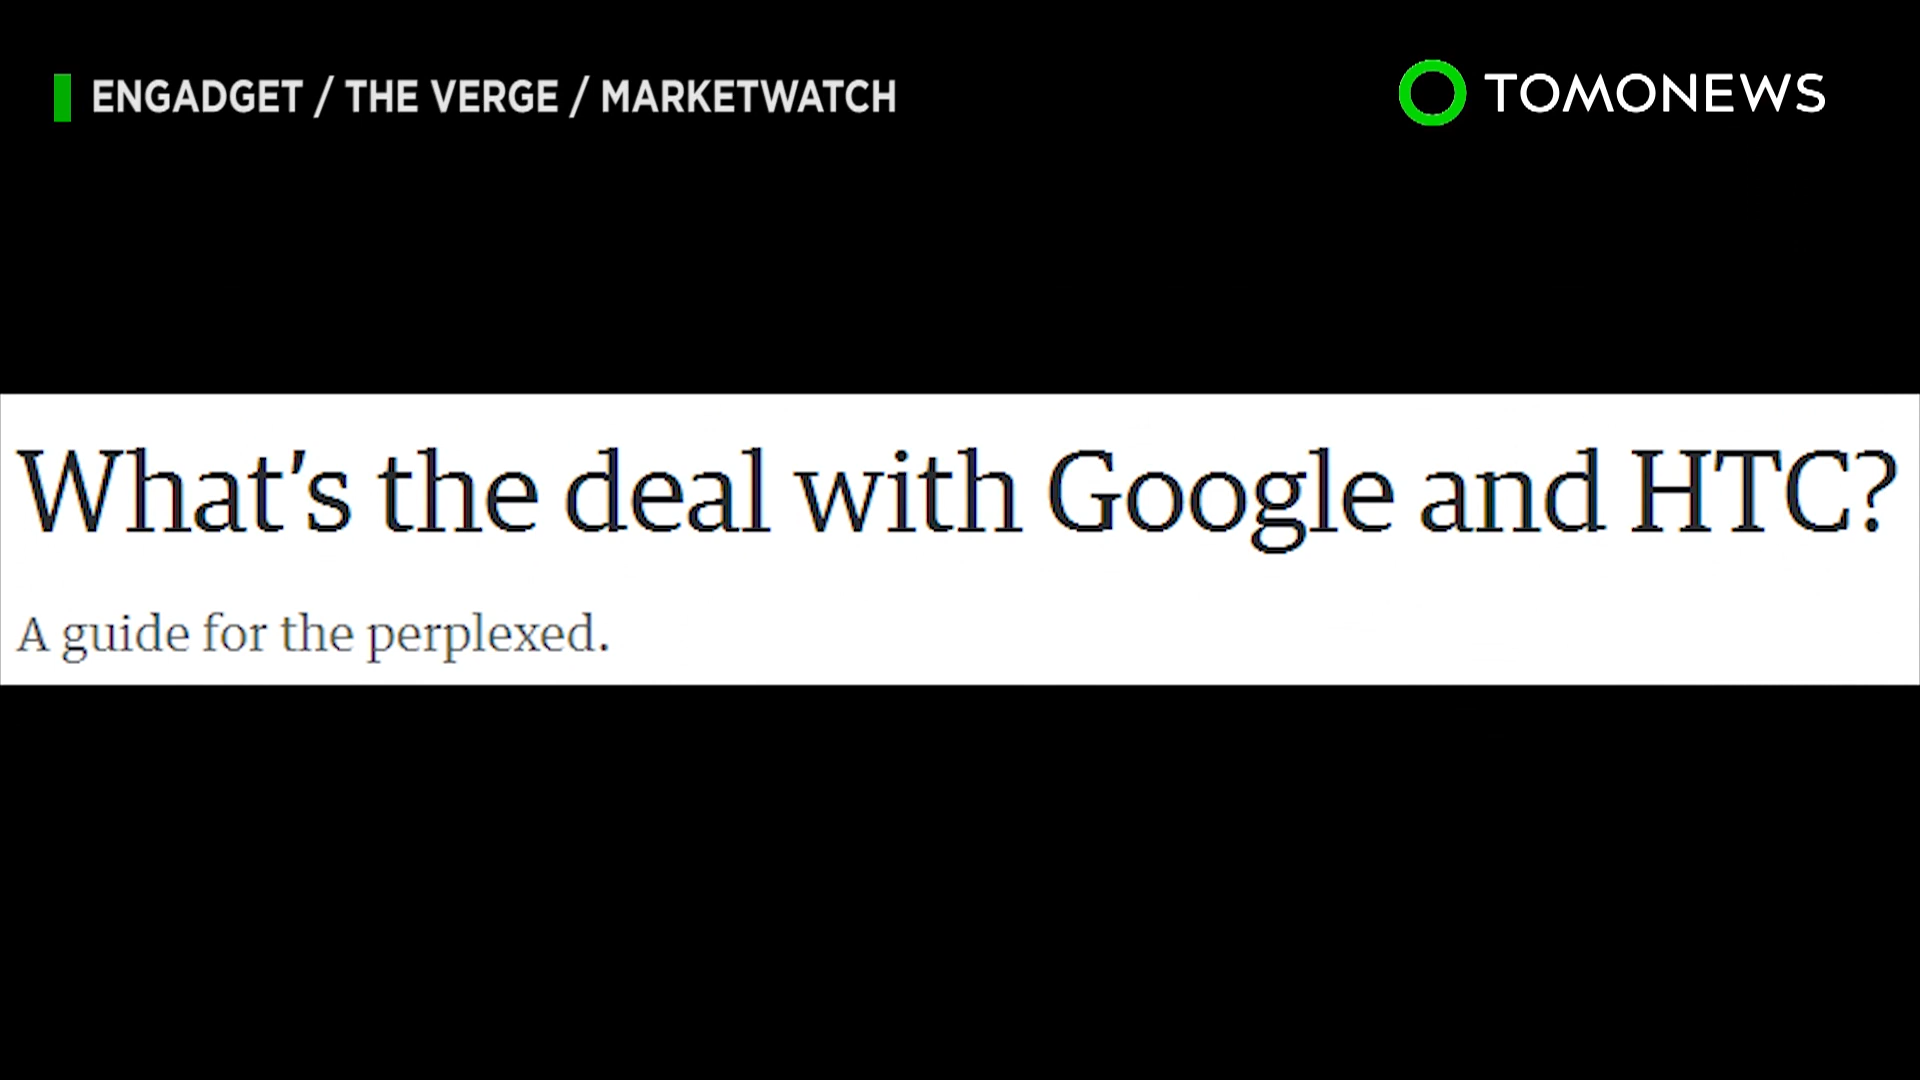 ENGADGET / THE VERGE / MARKETWATCH
TOMONEWS
What's the deal with Google and HTC?
A guide for the perplexed.